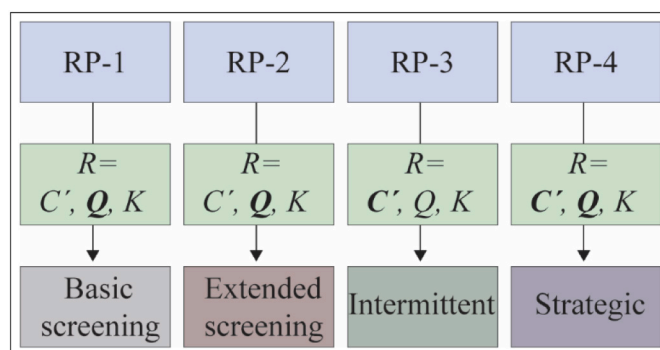 RP-1
RP-2
RP-3
RP-4
R=
C´, Q, K
R=
C´, Q, K
R=
C´, Q, K
R=
C´, Q, K
Basic
screening
Extended
screening
Intermittent
Strategic